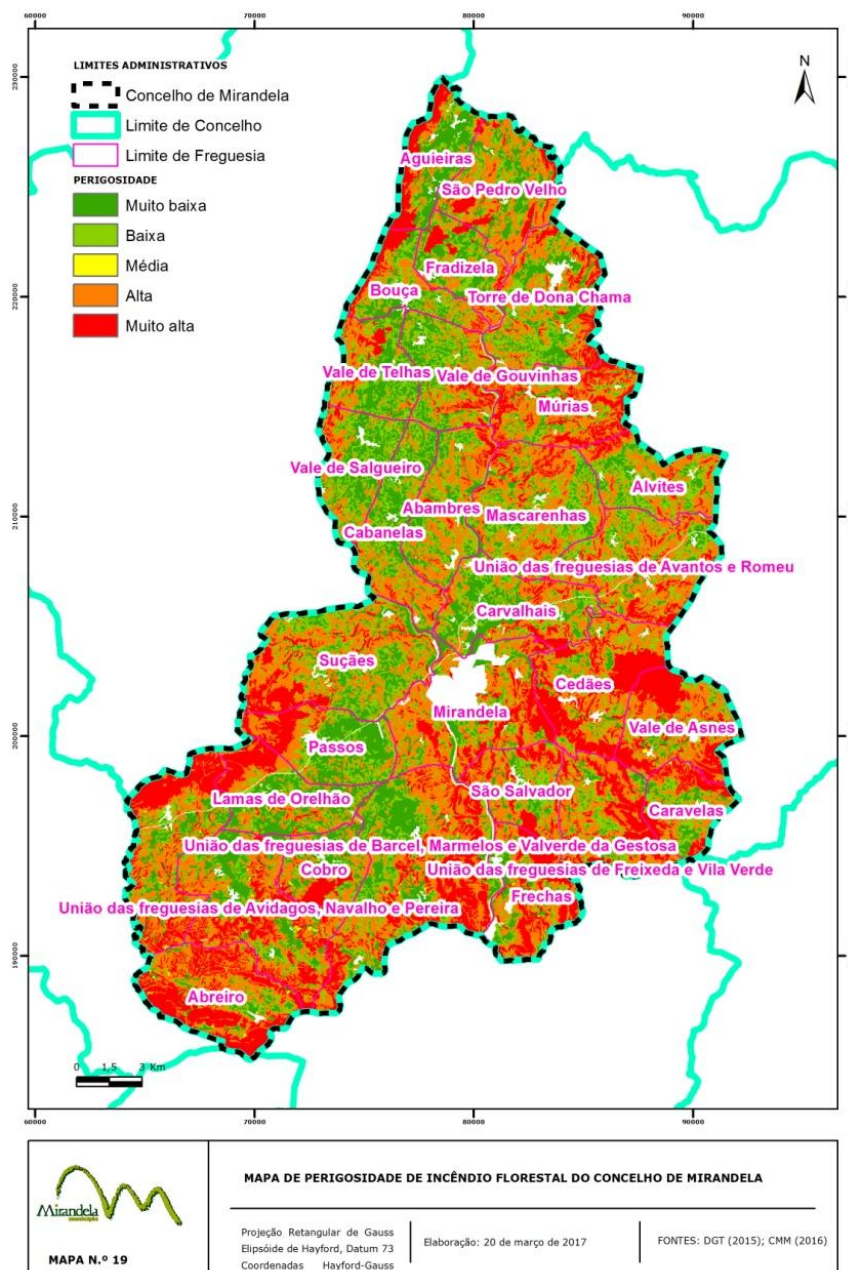 60000 70000 80000 90000
230000
220000
210000
200000
190000
LIMITES ADMINISTRATIVOS
Concelho de Mirandela
Limite de Concelho
Limite de Freguesia
PERIGOSIDADE
Muito baixa
Baixa
Média
Alta
Muito alta
N
Aguieiras
São Pedro Velho
Fradizela
Bouça
Torre de Dona Chama
Vale de Telhas
Vale de Gouvinhas
Múrias
Vale de Salgueiro
Alvites
Abambres
Mascarenhas
Cabanelas
União das freguesias de Avantos e Romeu
Carvalhais
Suçães
Cedães
Mirandela
Vale de Asnes
Passos
São Salvador
Lamas de Orelhão
Caravelas
União das freguesias de Barcel, Marmelos e Valverde da Gestosa
Cobro
União das freguesias de Freixeda e Vila Verde
Frechas
União das freguesias de Avidagos, Navalho e Pereira
Abreiro
0 1,5 3 Km
60000 70000 80000 90000
Mirandela
MAPA N.º 19
MAPA DE PERIGOSIDADE DE INCÊNDIO FLORESTAL DO CONCELHO DE MIRANDELA
Projeção Retangular de Gauss
Elipsóide de Hayford, Datum 73
Coordenadas Hayford-Gauss
Elaboração: 20 de março de 2017
FONTES: DGT (2015); CMM (2016)